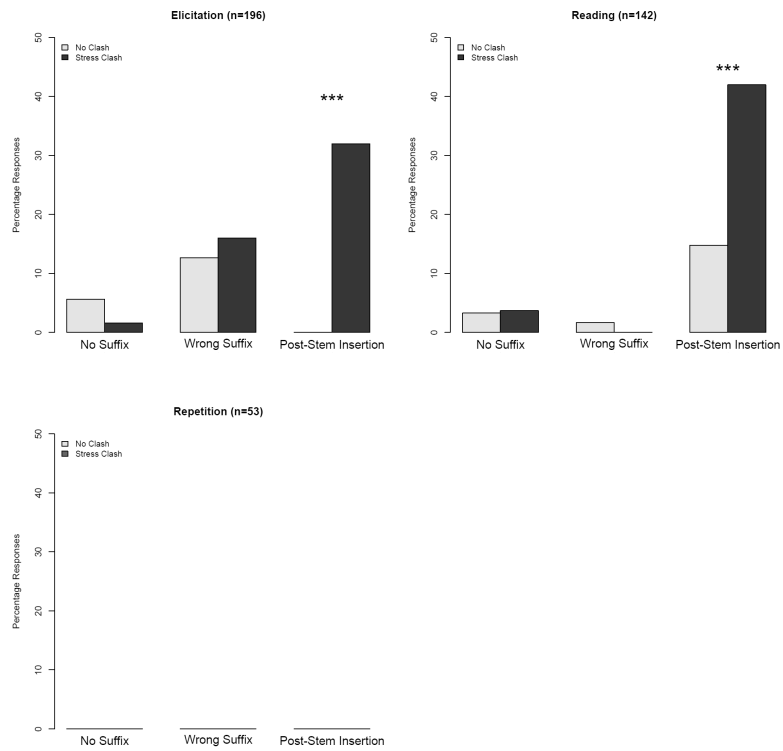 Elicitation (n=196)
No Clash
Stress Clash
***
Percentage Responses
50
40
30
20
10
0
No Suffix Wrong Suffix Post-Stem Insertion
Reading (n=142)
No Clash
Stress Clash
***
Percentage Responses
50
40
30
20
10
0
No Suffix Wrong Suffix Post-Stem Insertion
Repetition (n=53)
No Clash
Stress Clash
Percentage Responses
50
40
30
20
10
0
No Suffix Wrong Suffix Post-Stem Insertion